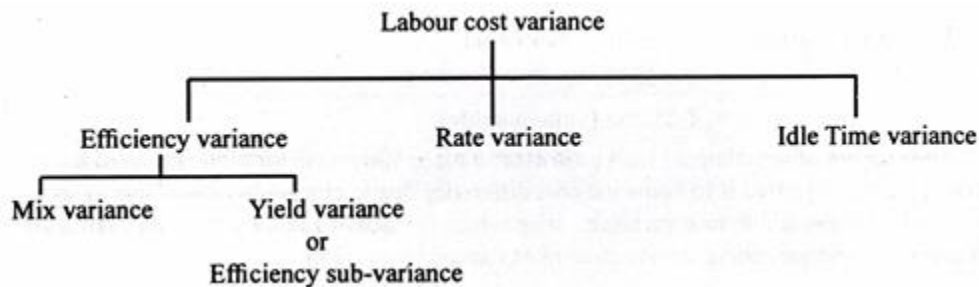 Labour cost variance
Efficiency variance Rate variance Idle Time variance
Mix variance Yield variance
or
Efficiency sub-variance